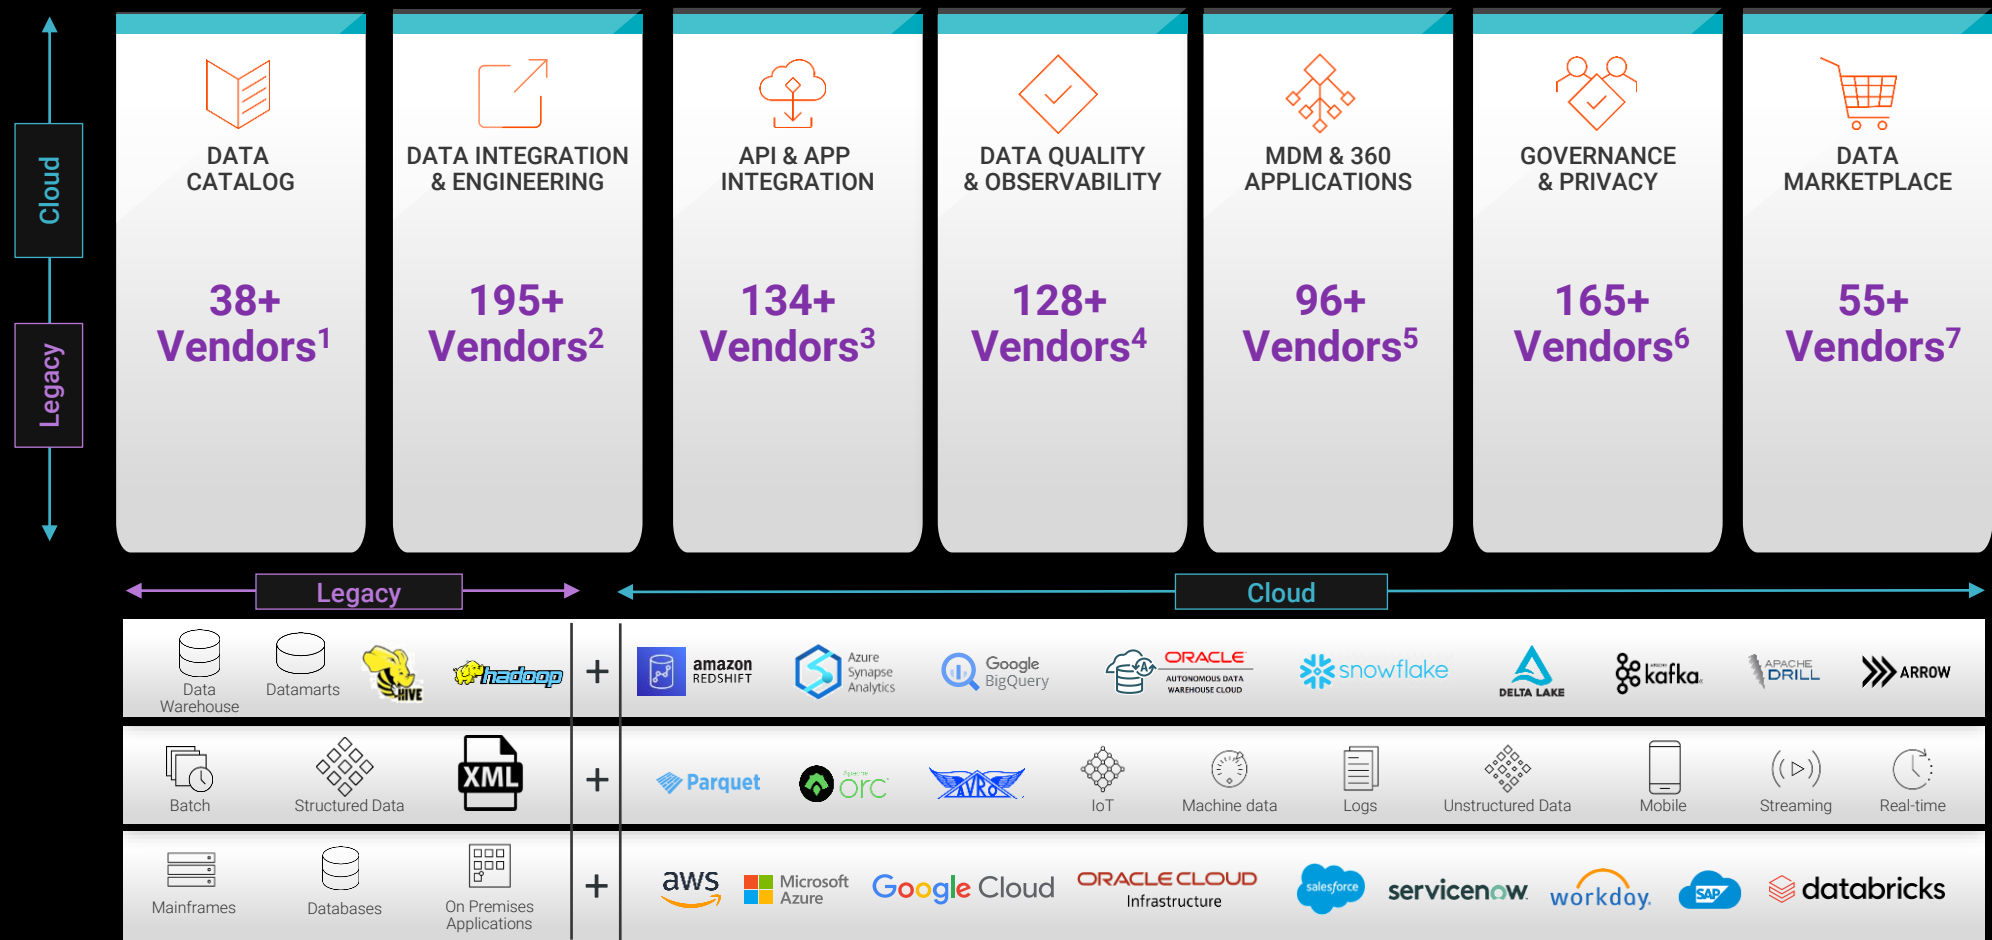 Cloud
Legacy
DATA
CATALOG
38+
Vendors¹
DATA INTEGRATION
& ENGINEERING
195+
Vendors²
API & APP
INTEGRATION
134+
Vendors³
DATA QUALITY
& OBSERVABILITY
128+
Vendors⁴
MDM & 360
APPLICATIONS
96+
Vendors⁵
GOVERNANCE
& PRIVACY
165+
Vendors⁶
DATA
MARKETPLACE
55+
Vendors⁷
Legacy
Cloud
Data
Warehouse
Datamarts
HIVE
hadoop
+
amazon
REDSHIFT
Azure
Synapse
Analytics
Google
BigQuery
ORACLE
AUTONOMOUS DATA
WAREHOUSE CLOUD
snowflake
DELTA LAKE
APACHE
kafka
APACHE
DRILL
ARROW
Batch
Structured Data
XML
+
Parquet
Apache
orc
AVRO
IoT
Machine data
Logs
Unstructured Data
Mobile
Streaming
Real-time
Mainframes
Databases
On Premises
Applications
+
aws
Microsoft
Azure
Google Cloud
ORACLE CLOUD
Infrastructure
salesforce
servicenow
workday.
SAP
databricks